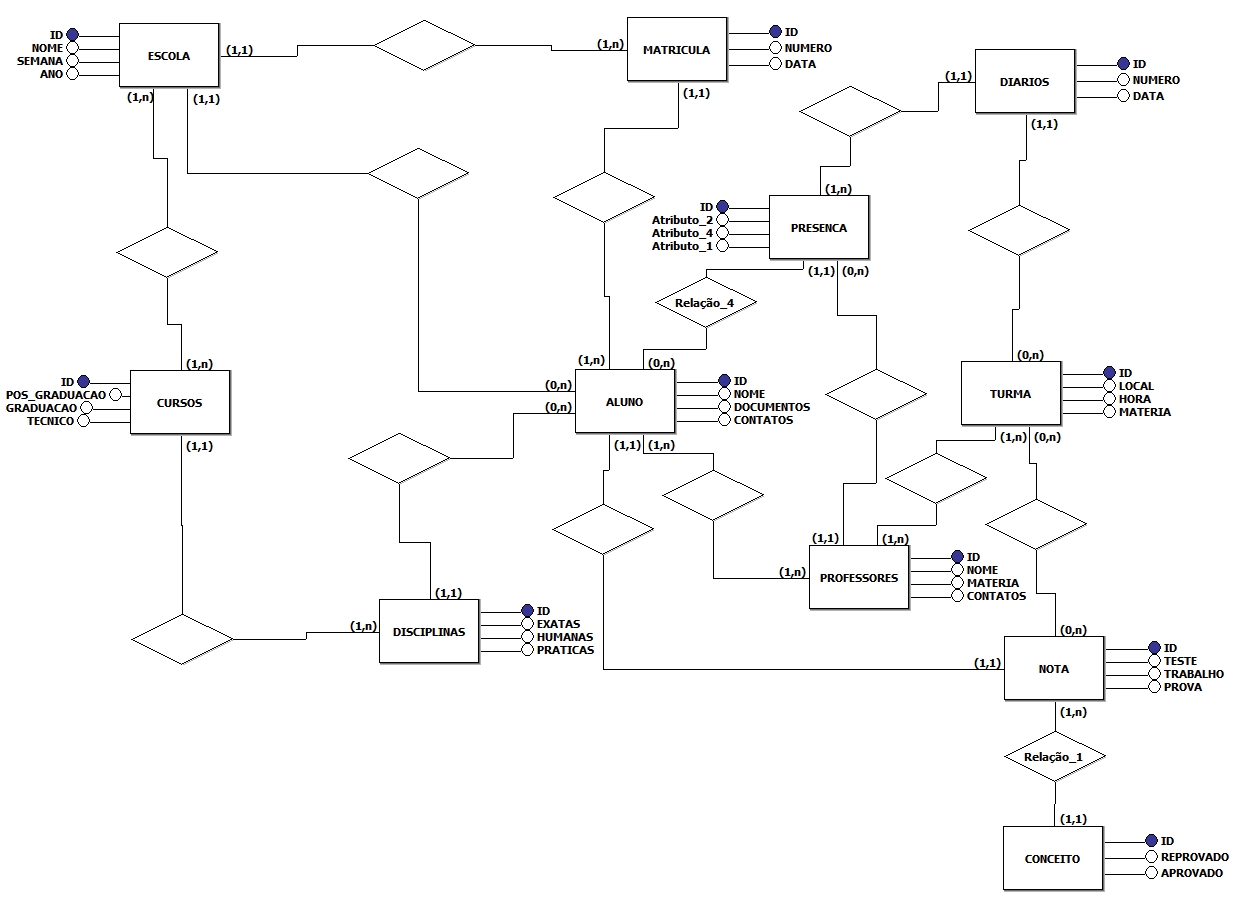 ID
NOME
SEMANA
ANO
ESCOLA
(1,1)
(1,n)
(1,1)
(1,n)
MATRICULA
ID
NUMERO
DATA
(1,1)
(1,1)
DIARIOS
ID
NUMERO
DATA
(1,1)
(1,n)
ID
Atributo_2
Atributo_4
Atributo_1
PRESENCA
(1,1)
(0,n)
Relação_4
(1,n)
ID
POS_GRADUACAO
GRADUACAO
TECNICO
CURSOS
(1,1)
(1,n)
(0,n)
(0,n)
(0,n)
ALUNO
ID
NOME
DOCUMENTOS
CONTATOS
(1,1)
(1,n)
(0,n)
TURMA
ID
LOCAL
HORA
MATERIA
(1,n)
(0,n)
(1,1)
(1,n)
(1,n)
PROFESSORES
ID
NOME
MATERIA
CONTATOS
(1,1)
(1,n)
DISCIPLINAS
ID
EXATAS
HUMANAS
PRATICAS
(0,n)
(1,1)
NOTA
ID
TESTE
TRABALHO
PROVA
(1,n)
Relação_1
(1,1)
CONCEITO
ID
REPROVADO
APROVADO